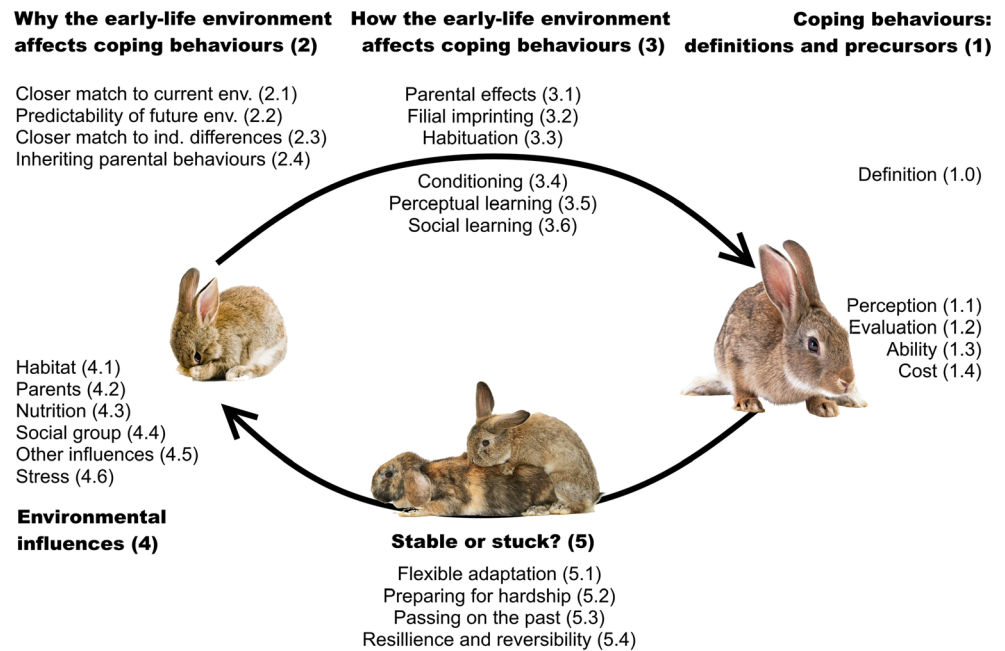 Why the early-life environment
affects coping behaviours (2)
Closer match to current env. (2.1)
Predictability of future env. (2.2)
Closer match to ind. differences (2.3)
Inheriting parental behaviours (2.4)
How the early-life environment
affects coping behaviours (3)
Parental effects (3.1)
Filial imprinting (3.2)
Habituation (3.3)
Conditioning (3.4)
Perceptual learning (3.5)
Social learning (3.6)
Coping behaviours:
definitions and precursors (1)
Definition (1.0)
Perception (1.1)
Evaluation (1.2)
Ability (1.3)
Cost (1.4)
Habitat (4.1)
Parents (4.2)
Nutrition (4.3)
Social group (4.4)
Other influences (4.5)
Stress (4.6)
Environmental
influences (4)
Stable or stuck? (5)
Flexible adaptation (5.1)
Preparing for hardship (5.2)
Passing on the past (5.3)
Resillience and reversibility (5.4)